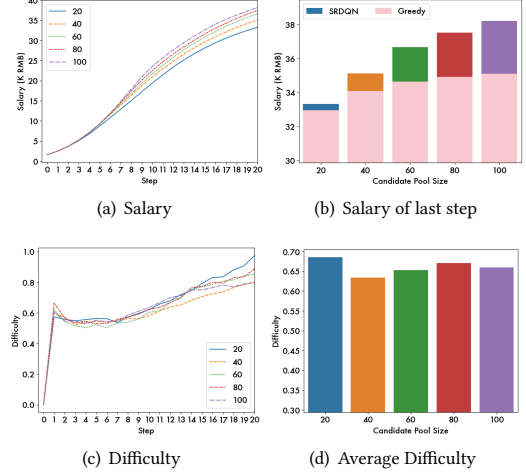 40
35
30
25
20
15
10
5
0
Salary (K RMB)
20
40
60
80
100
0 1 2 3 4 5 6 7 8 9 10 11 12 13 14 15 16 17 18 19 20
Step
(a) Salary
38
36
34
32
30
Salary (K RMB)
SRDQN Greedy
20 40 60 80 100
Candidate Pool Size
(b) Salary of last step
1.0
0.8
0.6
0.4
0.2
0.0
Difficulty
20
40
60
80
100
0 1 2 3 4 5 6 7 8 9 10 11 12 13 14 15 16 17 18 19 20
Step
(c) Difficulty
0.70
0.65
0.60
0.55
0.50
0.45
0.40
0.35
0.30
Difficulty
20 40 60 80 100
Candidate Pool Size
(d) Average Difficulty